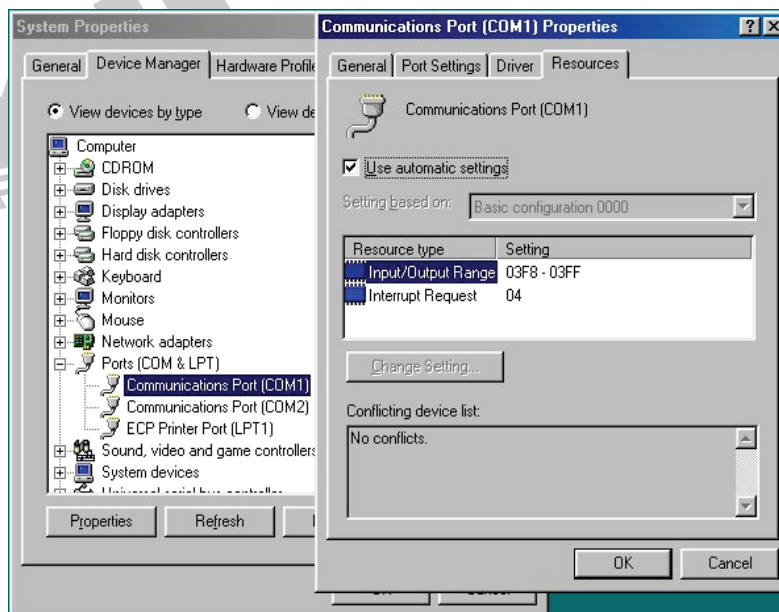 System Properties
General
Device Manager
Hardware Profile
View devices by type
View de
Computer
CDROM
Disk drives
Display adapters
Floppy disk controllers
Hard disk controllers
Keyboard
Monitors
Mouse
Network adapters
Ports (COM & LPT)
Communications Port (COM1)
Communications Port (COM2)
ECP Printer Port (LPT1)
Sound, video and game controllers
System devices
Properties
Refresh
Communications Port (COM1) Properties
General
Port Settings
Driver
Resources
Communications Port (COM1)
Use automatic settings
Setting based on:
Basic configuration 0000
Resource type Setting
Input/Output Range 03F8 - 03FF
Interrupt Request 04
Change Setting...
Conflicting device list:
No conflicts.
OK
Cancel